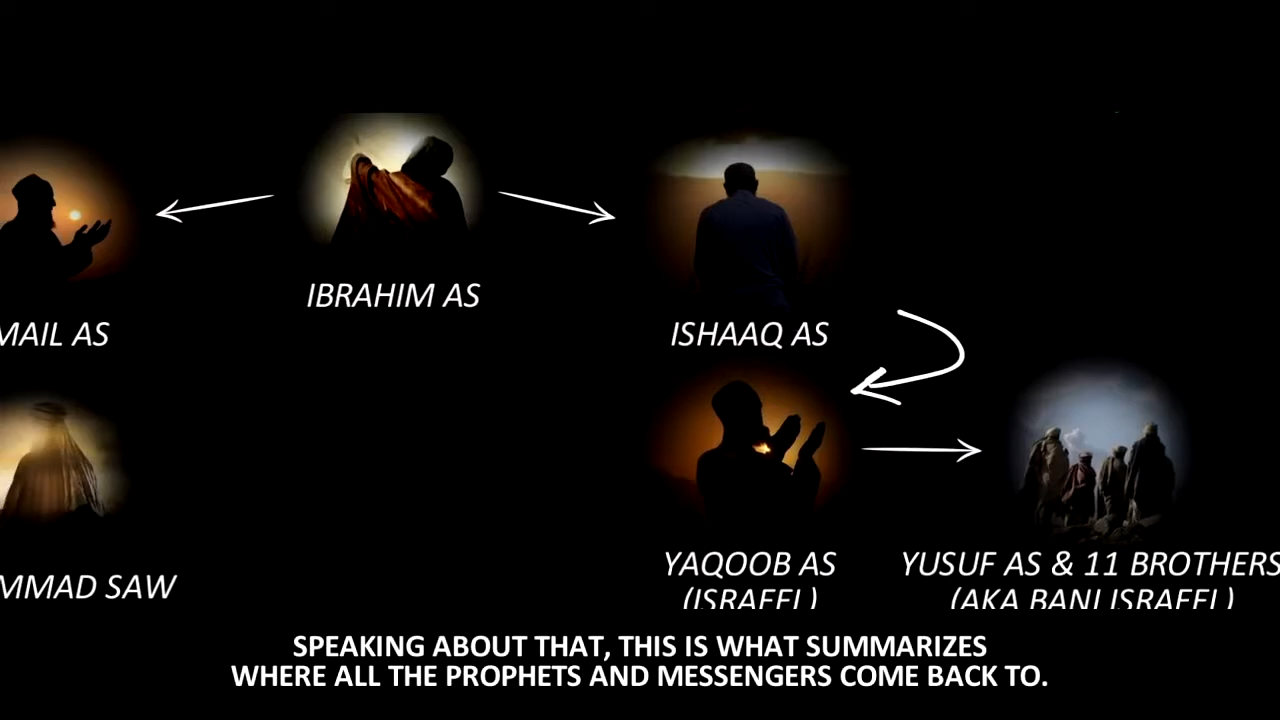 IBRAHIM AS
MAIL AS
ISHAAQ AS
MMAD SAW
YAQOOB AS
(ISRAEEL)
YUSUF AS & 11 BROTHERS
(AKA BANI ISRAEEL)
SPEAKING ABOUT THAT, THIS IS WHAT SUMMARIZES
WHERE ALL THE PROPHETS AND MESSENGERS COME BACK TO.